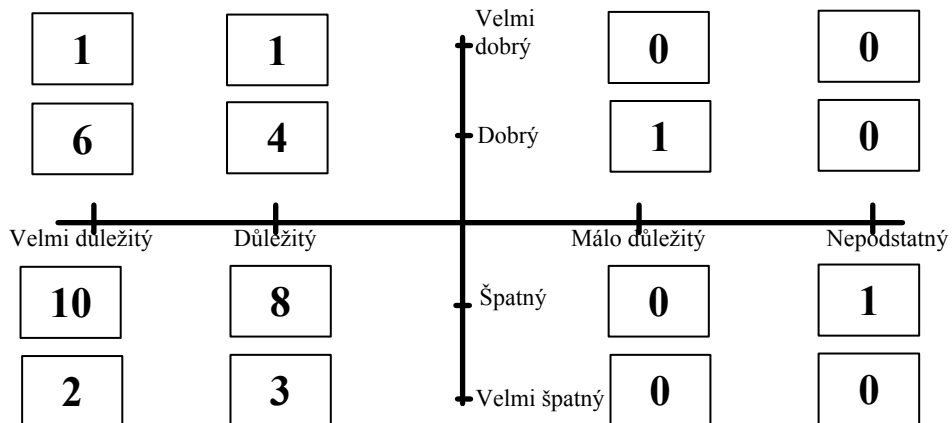 Velmi
dobrý
1 1 0 0
6 4 Dobrý 1 0
Velmi důležitý Důležitý Málo důležitý Nepodstatný
10 8 Špatný 0 1
2 3 Velmi špatný 0 0